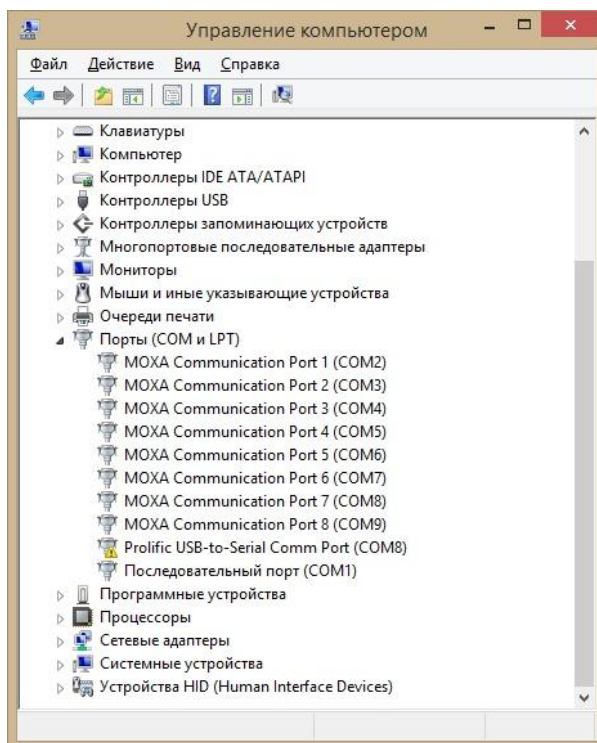 Управление компьютером
Файл Действие Вид Справка
Клавиатуры
Компьютер
Контроллеры IDE ATA/ATAPI
Контроллеры USB
Контроллеры запоминающих устройств
Многопортовые последовательные адаптеры
Мониторы
Мыши и иные указывающие устройства
Очереди печати
Порты (COM и LPT)
MOXA Communication Port 1 (COM2)
MOXA Communication Port 2 (COM3)
MOXA Communication Port 3 (COM4)
MOXA Communication Port 4 (COM5)
MOXA Communication Port 5 (COM6)
MOXA Communication Port 6 (COM7)
MOXA Communication Port 7 (COM8)
MOXA Communication Port 8 (COM9)
Prolific USB-to-Serial Comm Port (COM8)
Последовательный порт (COM1)
Программные устройства
Процессоры
Сетевые адаптеры
Системные устройства
Устройства HID (Human Interface Devices)